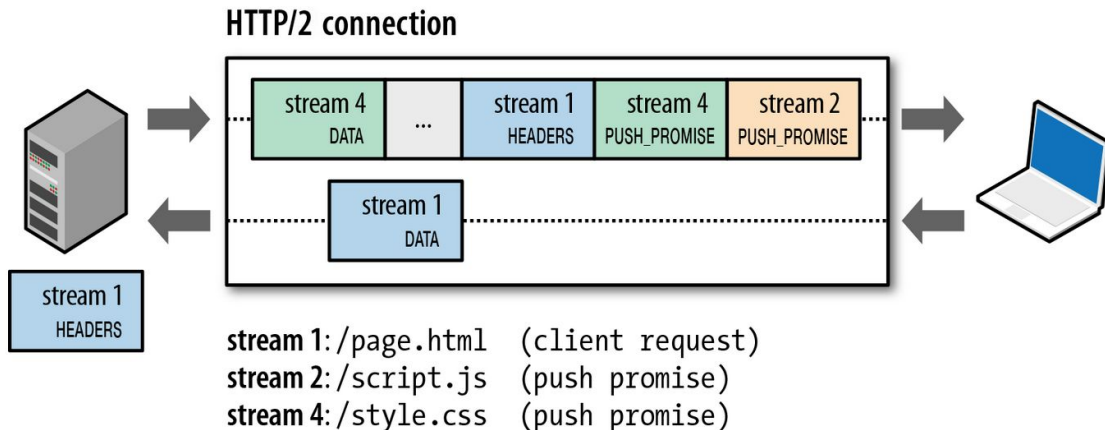 HTTP/2 connection
stream 4
DATA
...
stream 1
HEADERS
stream 4
PUSH_PROMISE
stream 2
PUSH_PROMISE
stream 1
DATA
stream 1
HEADERS
stream 1: /page.html (client request)
stream 2: /script.js (push promise)
stream 4: /style.css (push promise)